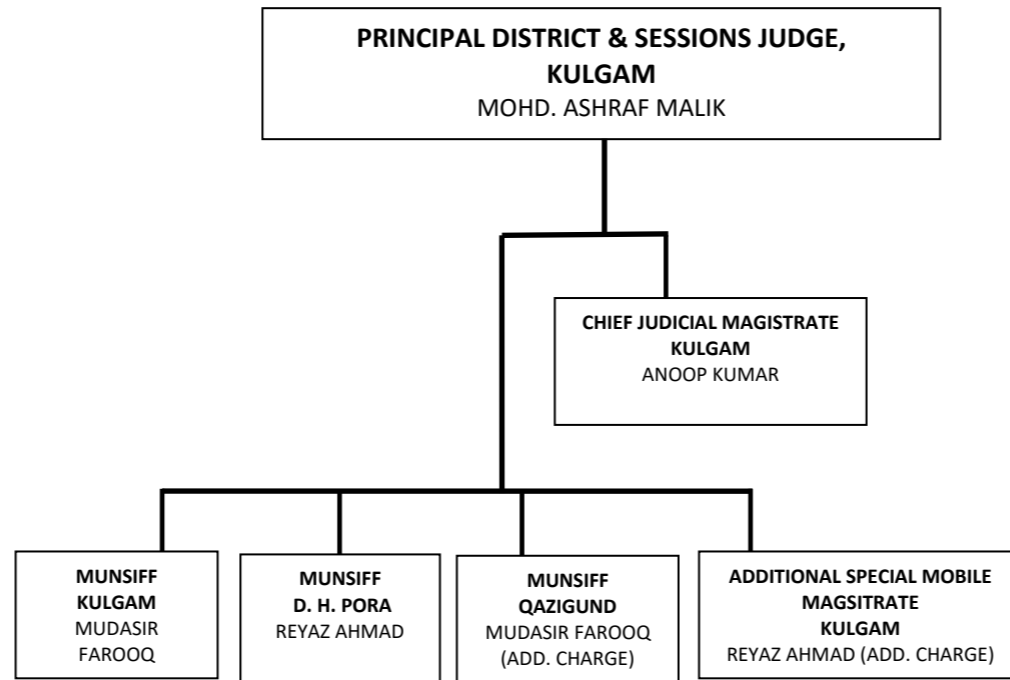 PRINCIPAL DISTRICT & SESSIONS JUDGE,
KULGAM
MOHD. ASHRAF MALIK
CHIEF JUDICIAL MAGISTRATE
KULGAM
ANOOP KUMAR
MUNSIFF
KULGAM
MUDASIR
FAROOQ
MUNSIFF
D. H. PORA
REYAZ AHMAD
MUNSIFF
QAZIGUND
MUDASIR FAROOQ
(ADD. CHARGE)
ADDITIONAL SPECIAL MOBILE
MAGSITRATE
KULGAM
REYAZ AHMAD (ADD. CHARGE)